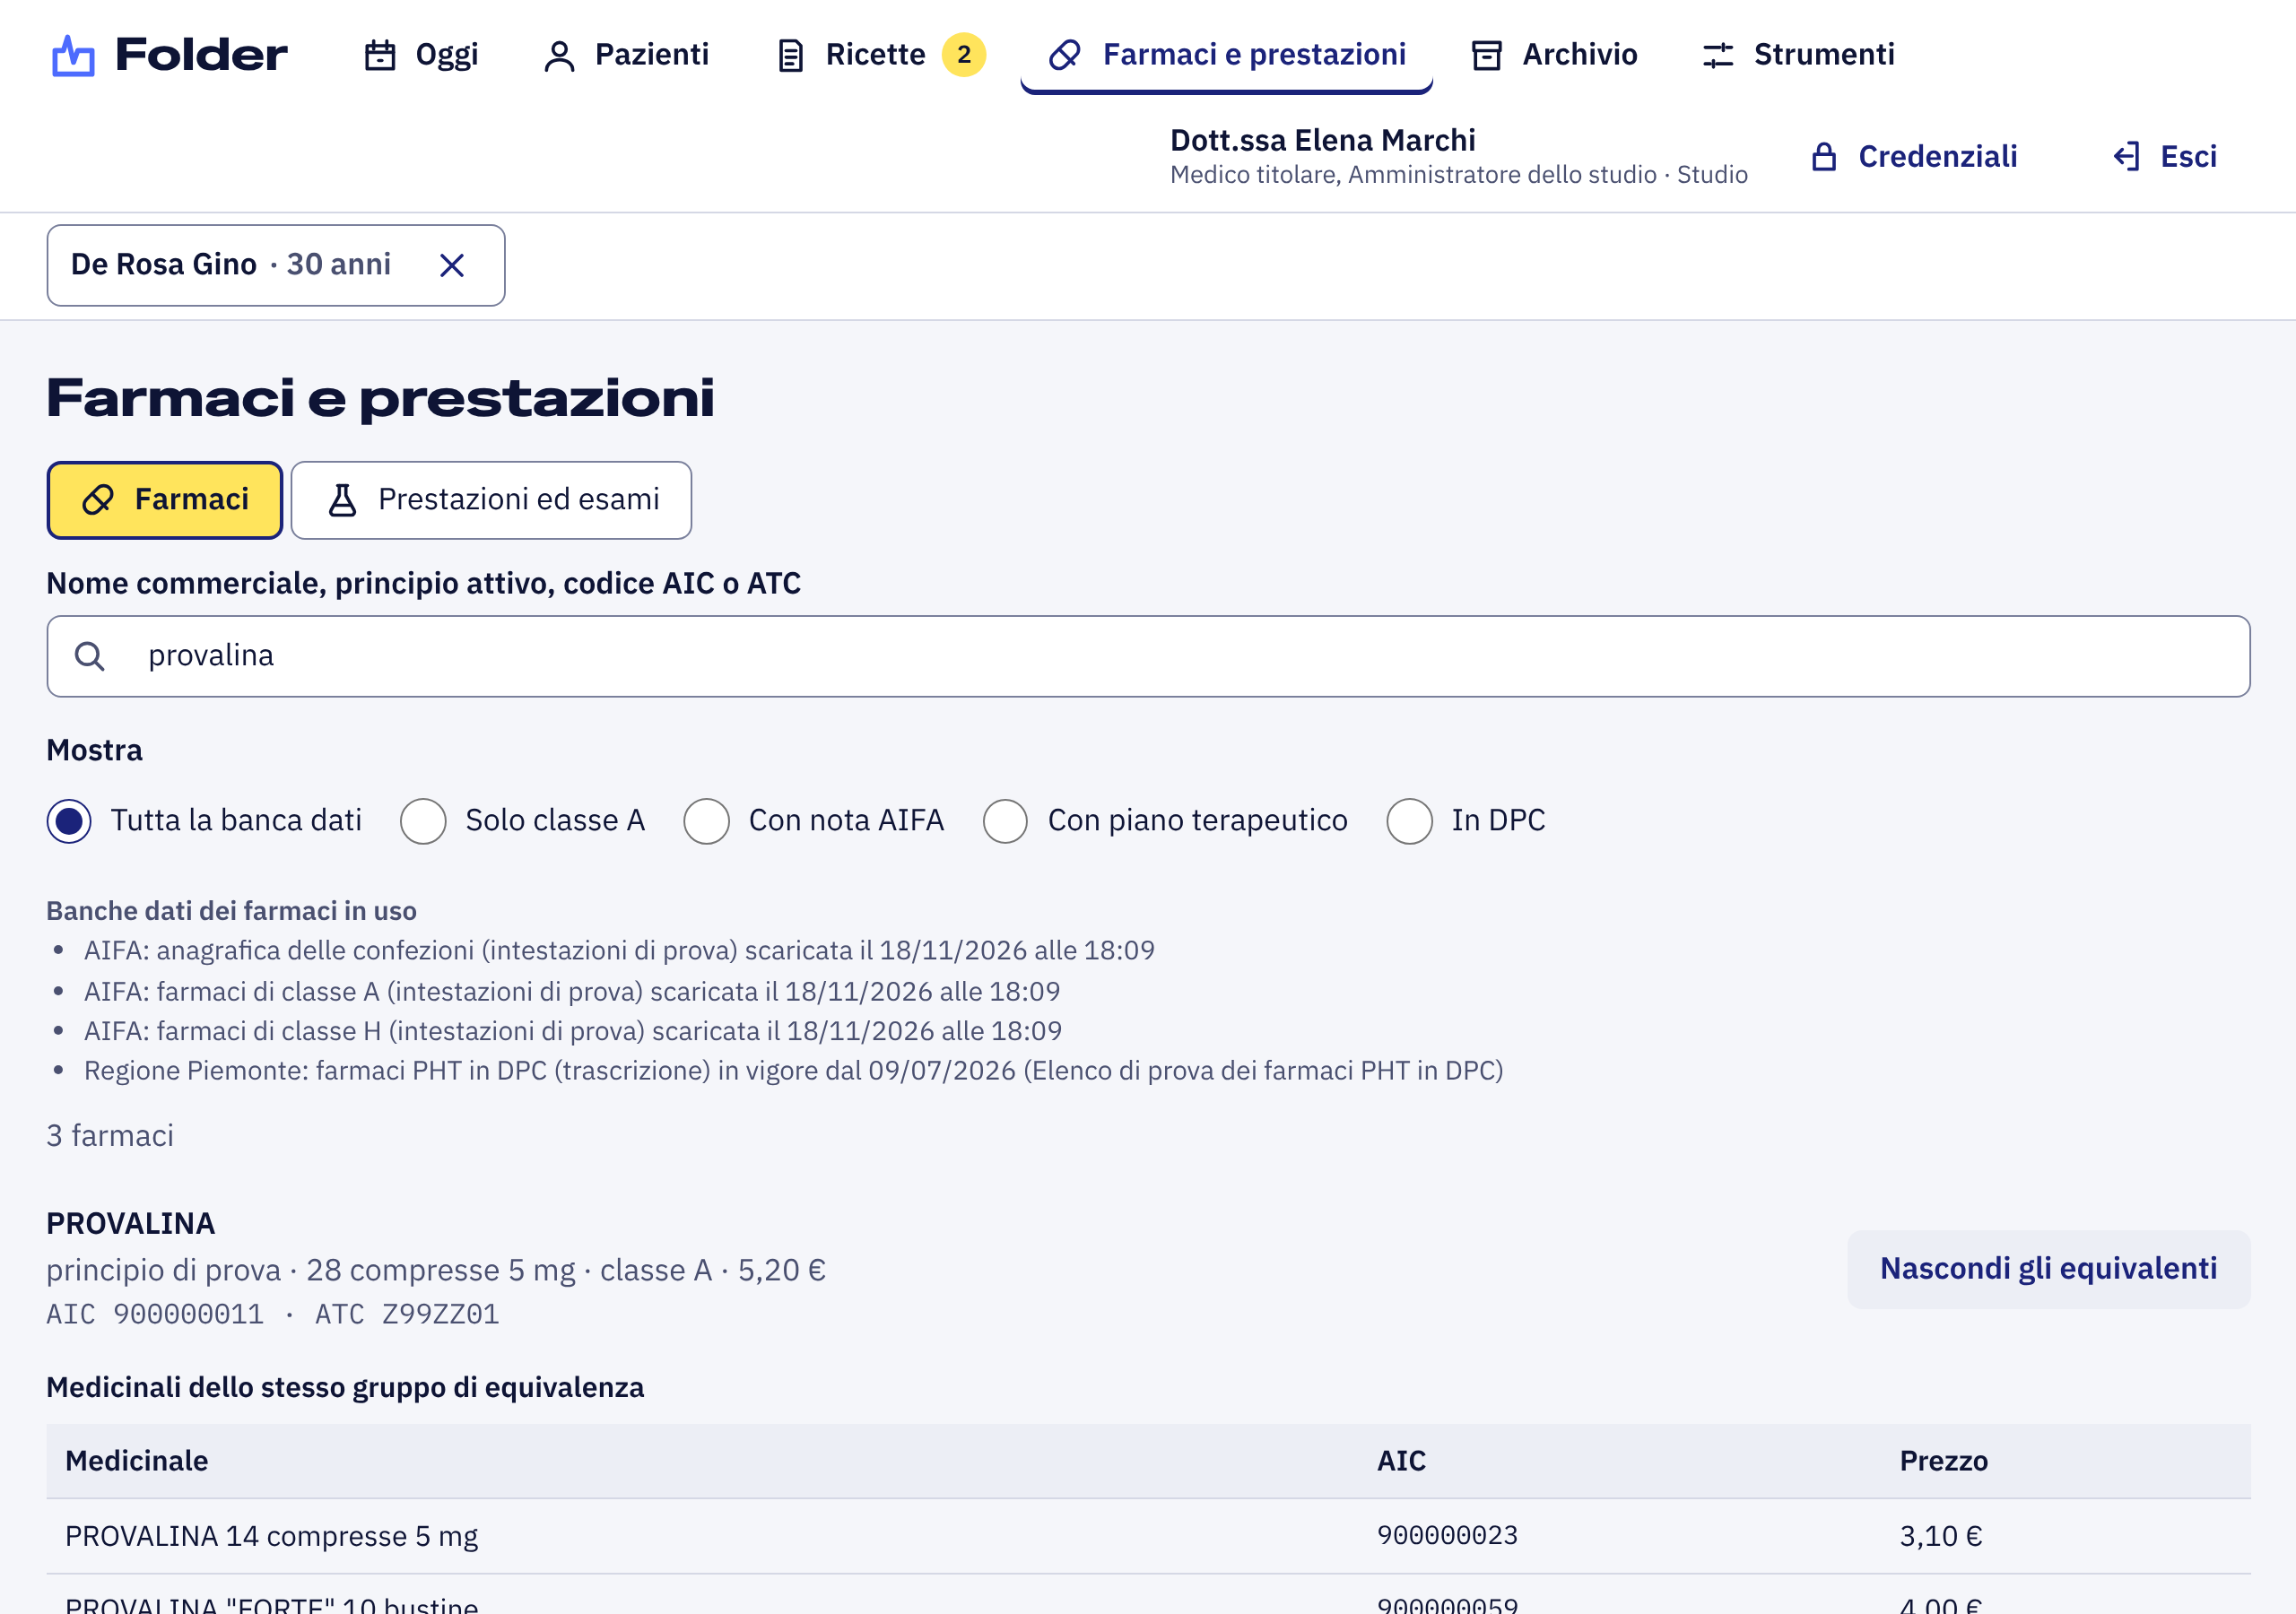 Folder
Oggi
Pazienti
Ricette 2
Farmaci e prestazioni
Archivio
Strumenti
Dott.ssa Elena Marchi
Medico titolare, Amministratore dello studio · Studio
Credenziali
Esci
De Rosa Gino · 30 anni
Farmaci e prestazioni
Farmaci
Prestazioni ed esami
Nome commerciale, principio attivo, codice AIC o ATC
provalina
Mostra
Tutta la banca dati
Solo classe A
Con nota AIFA
Con piano terapeutico
In DPC
Banche dati dei farmaci in uso
• AIFA: anagrafica delle confezioni (intestazioni di prova) scaricata il 18/11/2026 alle 18:09
• AIFA: farmaci di classe A (intestazioni di prova) scaricata il 18/11/2026 alle 18:09
• AIFA: farmaci di classe H (intestazioni di prova) scaricata il 18/11/2026 alle 18:09
• Regione Piemonte: farmaci PHT in DPC (trascrizione) in vigore dal 09/07/2026 (Elenco di prova dei farmaci PHT in DPC)
3 farmaci
PROVALINA
principio di prova · 28 compresse 5 mg · classe A · 5,20 €
AIC 900000011 · ATC Z99ZZ01
Nascondi gli equivalenti
Medicinali dello stesso gruppo di equivalenza
Medicinale AIC Prezzo
PROVALINA 14 compresse 5 mg 900000023 3,10 €
PROVALINA "FORTE" 10 bustine 900000059 4,00 €